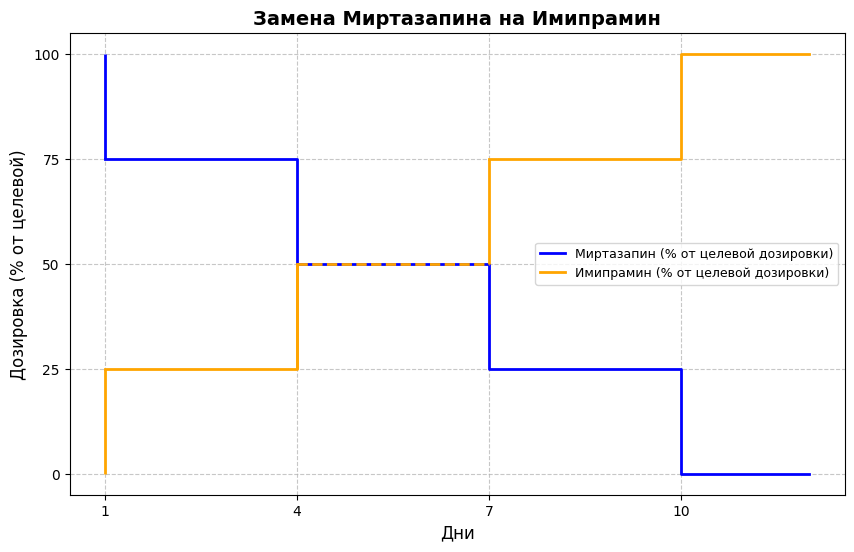 Замена Миртазапина на Имипрамин
Дозировка (% от целевой)
100
75
50
25
0
Миртазапин (% от целевой дозировки)
Имипрамин (% от целевой дозировки)
1 4 7 10
Дни